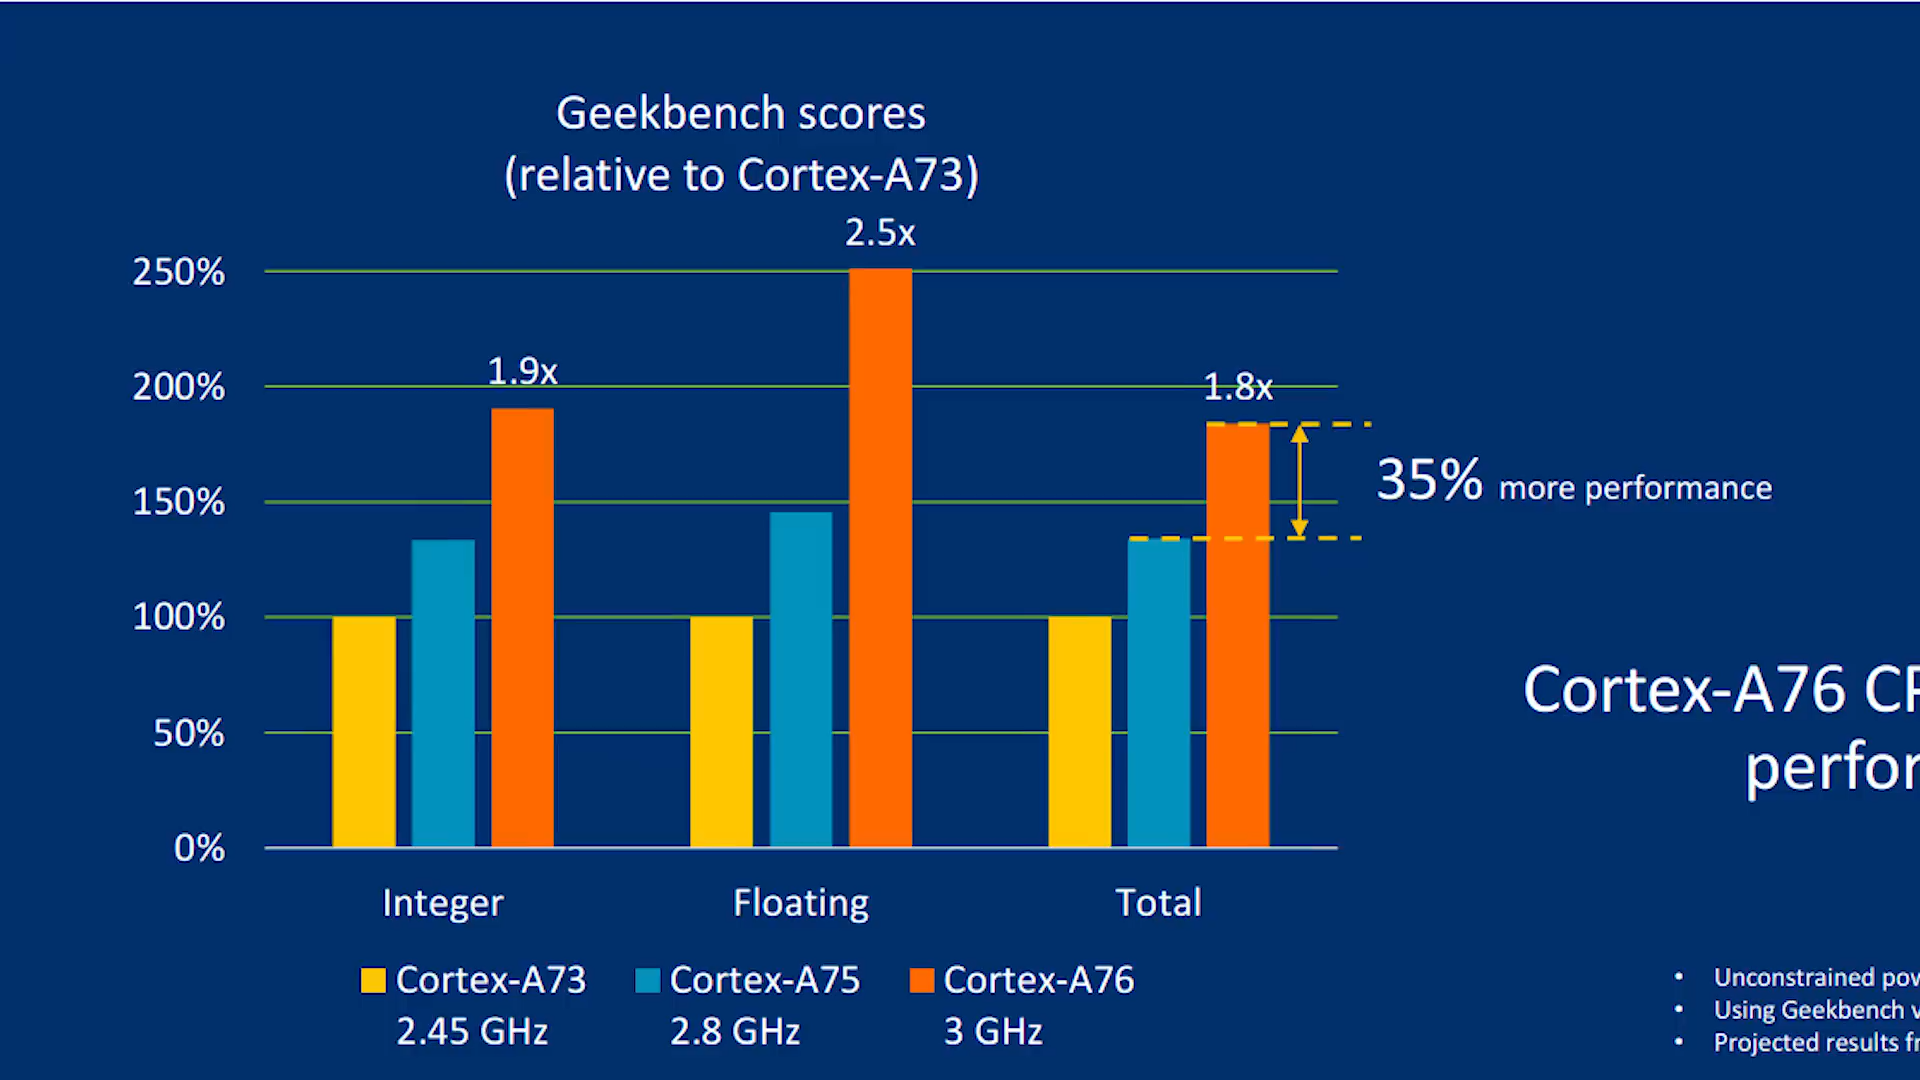 Geekbench scores
(relative to Cortex-A73)
2.5x
250%
1.9x
200%
1.8x
150%
35% more performance
100%
50%
0%
Integer
Floating
Total
Cortex-A73
2.45 GHz
Cortex-A75
2.8 GHz
Cortex-A76
3 GHz
Cortex-A76
• Unconstrained
• Using Geekbench
• Projected results